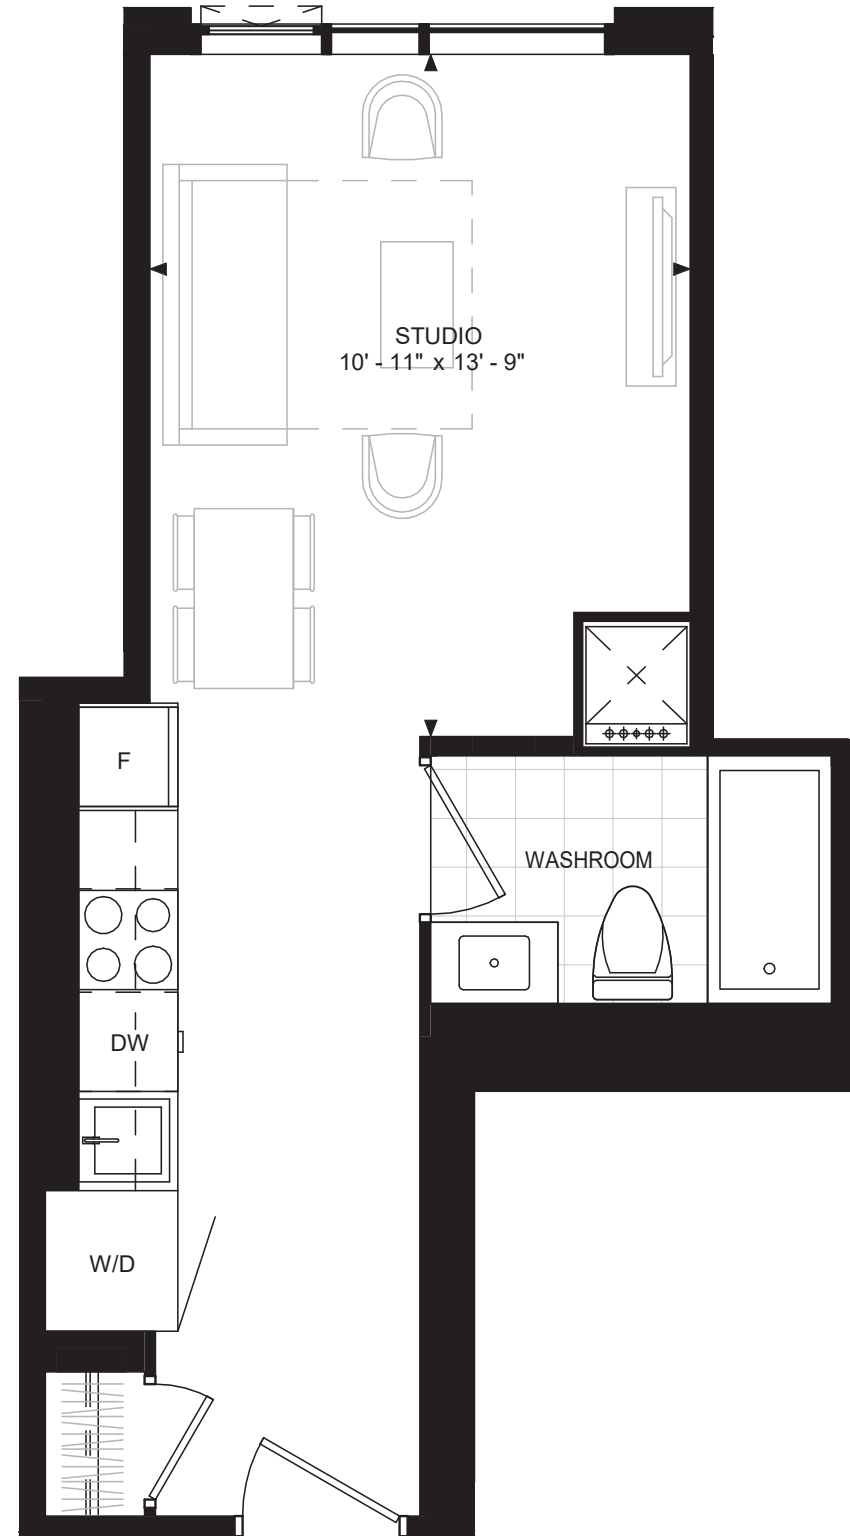 STUDIO
10' - 11" x 13' - 9"
F
WASHROOM
DW
W/D